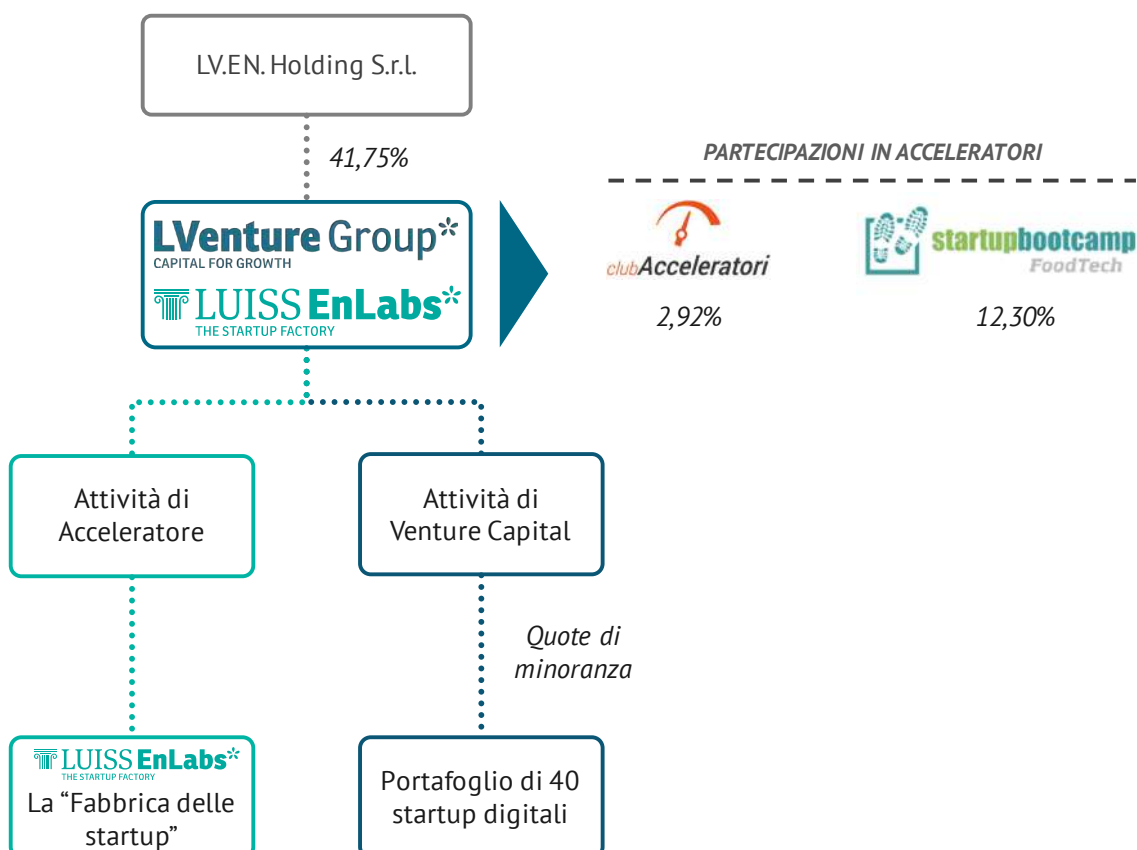 LV.EN. Holding S.r.l.
41,75%
PARTECIPAZIONI IN ACCELERATORI
LVenture Group
CAPITAL FOR GROWTH
LUISS EnLabs
THE STARTUP FACTORY
clubAcceleratori
2,92%
startupbootcamp
FoodTech
12,30%
Attività di
Acceleratore
Attività di
Venture Capital
Quote di
minoranza
LUISS EnLabs
THE STARTUP FACTORY
La “Fabbrica delle
startup”
Portafoglio di 40
startup digitali